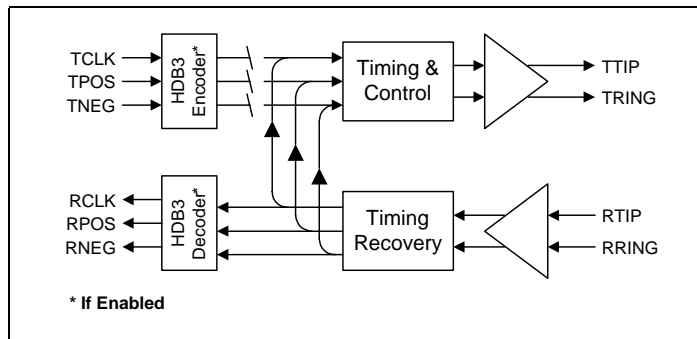 TCLK
TPOS
TNEG
HDB3
Encoder*
Timing &
Control
TTIP
TRING
RCLK
RPOS
RNEG
HDB3
Decoder*
Timing
Recovery
RTIP
RRING
* If Enabled